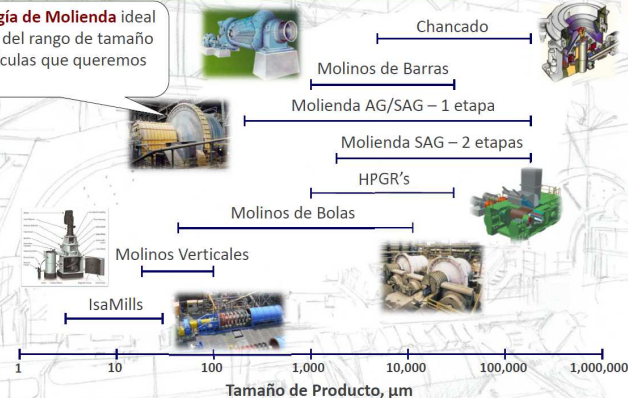 gía de Molienda ideal
del rango de tamaño
ículas que queremos
Chancado
Molinos de Barras
Molienda AG/SAG – 1 etapa
Molienda SAG – 2 etapas
HPGR's
Molinos de Bolas
Molinos Verticales
IsaMills
1 10 100 1,000 10,000 100,000 1,000,000
Tamaño de Producto, µm